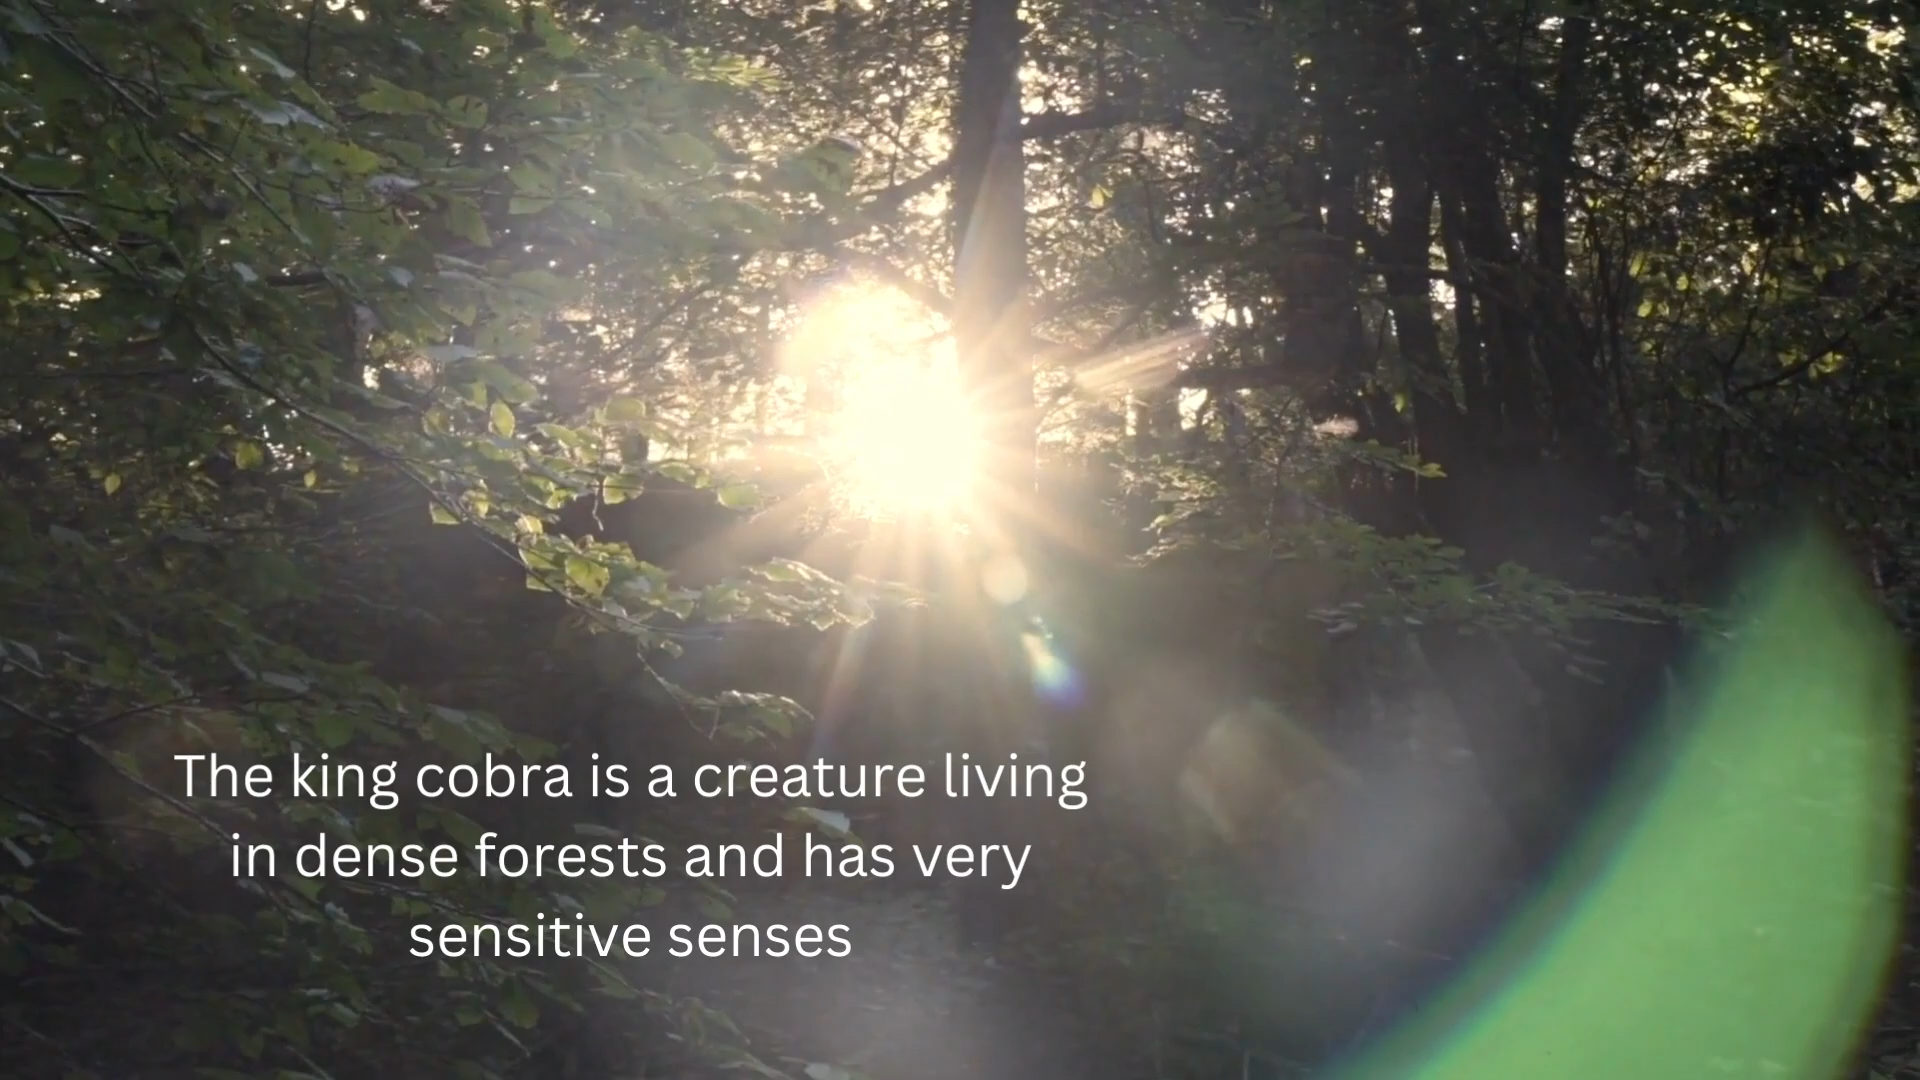 The king cobra is a creature living
in dense forests and has very
sensitive senses